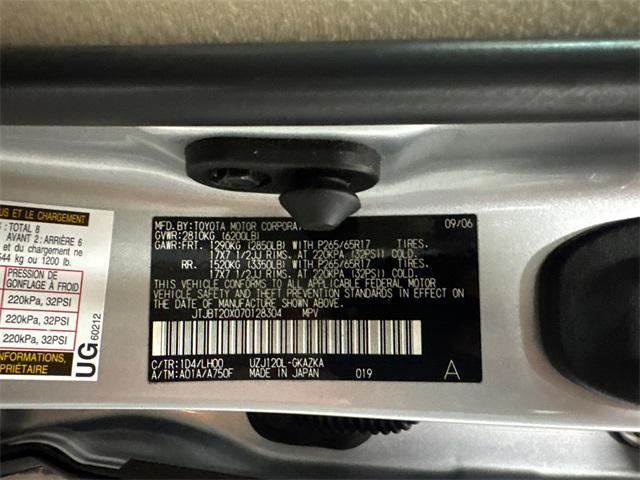 US ET LE CHARGEMENT
: TOTAL 8
AVANT 2: ARRIÈRE 6
et du chargement ne
544 kg ou 1200 lb.
PRESSION DE
GONFLAGE À FROID
220kPa, 32PSI
220kPa, 32PSI
220kPa, 32PSI
INFORMATIONS,
PRIÉTAIRE
UG
60212
MFD. BY: TOYOTA MOTOR CORPORA 09/06
GVWR: 2810KG (6200LB)
GAWR: FRT. 1290KG (2850LB) WITH P265/65R17 TIRES.
17X7 1/2JJ RIMS. AT 220KPA (32PSI) COLD.
RR. 1520KG (3350LB) WITH P265/65R17 TIRES.
17X7 1/2JJ RIMS. AT 220KPA (32PSI) COLD.
THIS VEHICLE CONFORMS TO ALL APPLICABLE FEDERAL MOTOR
VEHICLE SAFETY AND THEFT PREVENTION STANDARDS IN EFFECT ON
THE DATE OF MANUFACTURE SHOWN ABOVE.
JTJBT20X070128304 MPV
C/TR: 1D4/LH00 UZJ120L-GKAZKA
A/TM: A01A/A750F MADE IN JAPAN 019 A